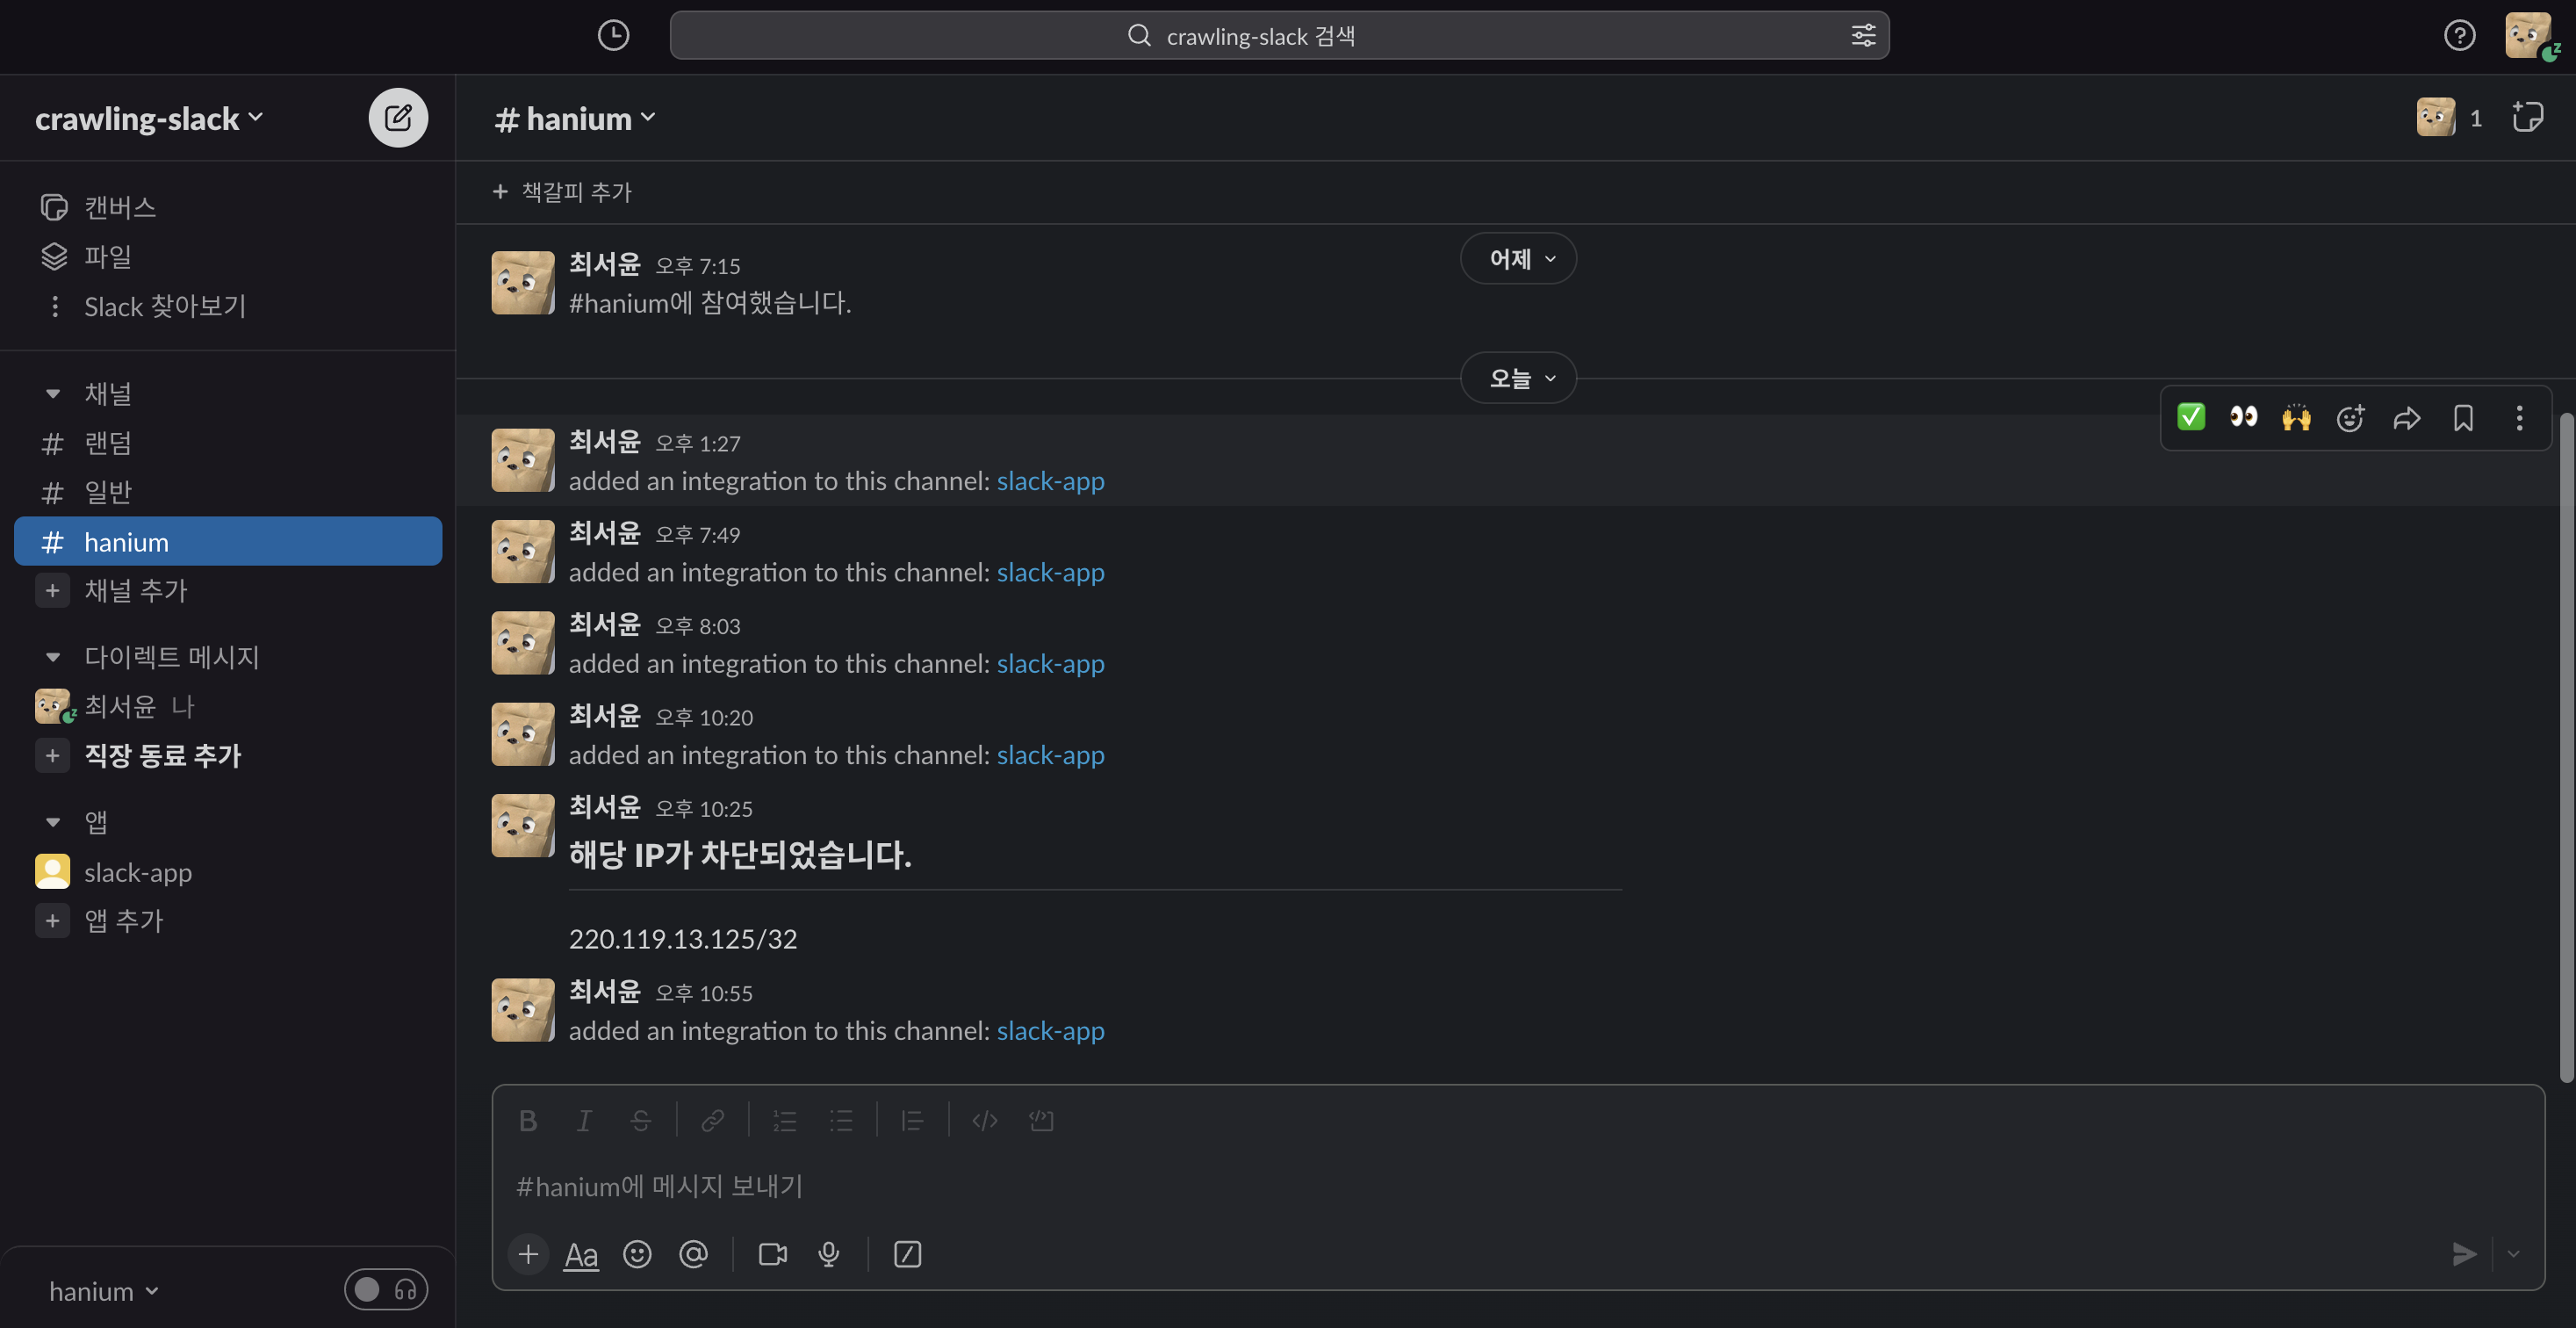 crawling-slack 검색
crawling-slack
캔버스
파일
Slack 찾아보기
채널
# 랜덤
# 일반
# hanium
+ 채널 추가
다이렉트 메시지
최서윤 나
+ 직장 동료 추가
앱
slack-app
+ 앱 추가
hanium
# hanium
1
+ 책갈피 추가
어제
최서윤 오후 7:15
#hanium에 참여했습니다.
오늘
최서윤 오후 1:27
added an integration to this channel: slack-app
최서윤 오후 7:49
added an integration to this channel: slack-app
최서윤 오후 8:03
added an integration to this channel: slack-app
최서윤 오후 10:20
added an integration to this channel: slack-app
최서윤 오후 10:25
해당 IP가 차단되었습니다.
220.119.13.125/32
최서윤 오후 10:55
added an integration to this channel: slack-app
#hanium에 메시지 보내기
Aa